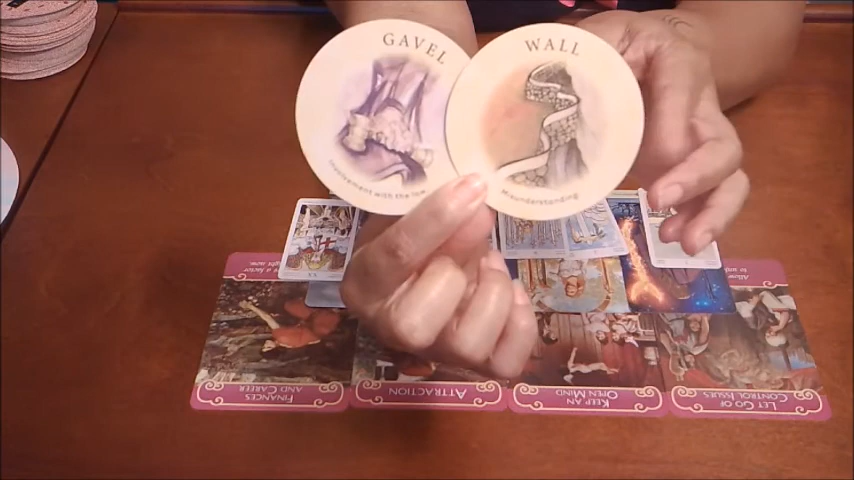 GAVEL
Involvement with the law
WALL
Misunderstanding
XX
FINANCES
AND CAREER
ATTRACTION
KEEP AN
OPEN MIND
LET GO OF
CONTROL ISSUES